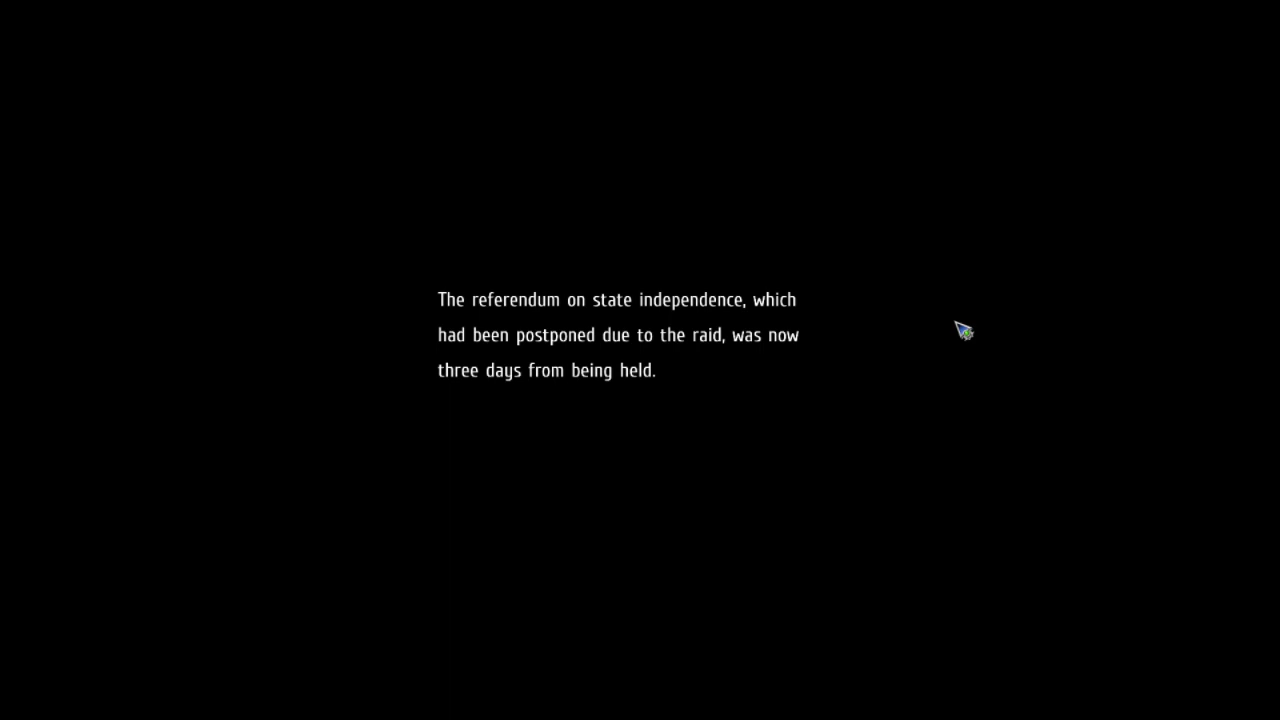 The referendum on state independence, which
had been postponed due to the raid, was now
three days from being held.